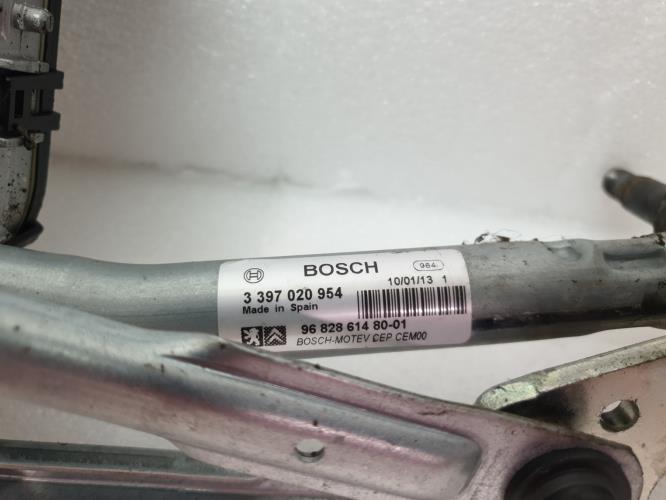 BOSCH 984
3 397 020 954 10/01/13 1
Made in Spain
96 828 614 80-01
BOSCH-MOTEV CEP CEM00